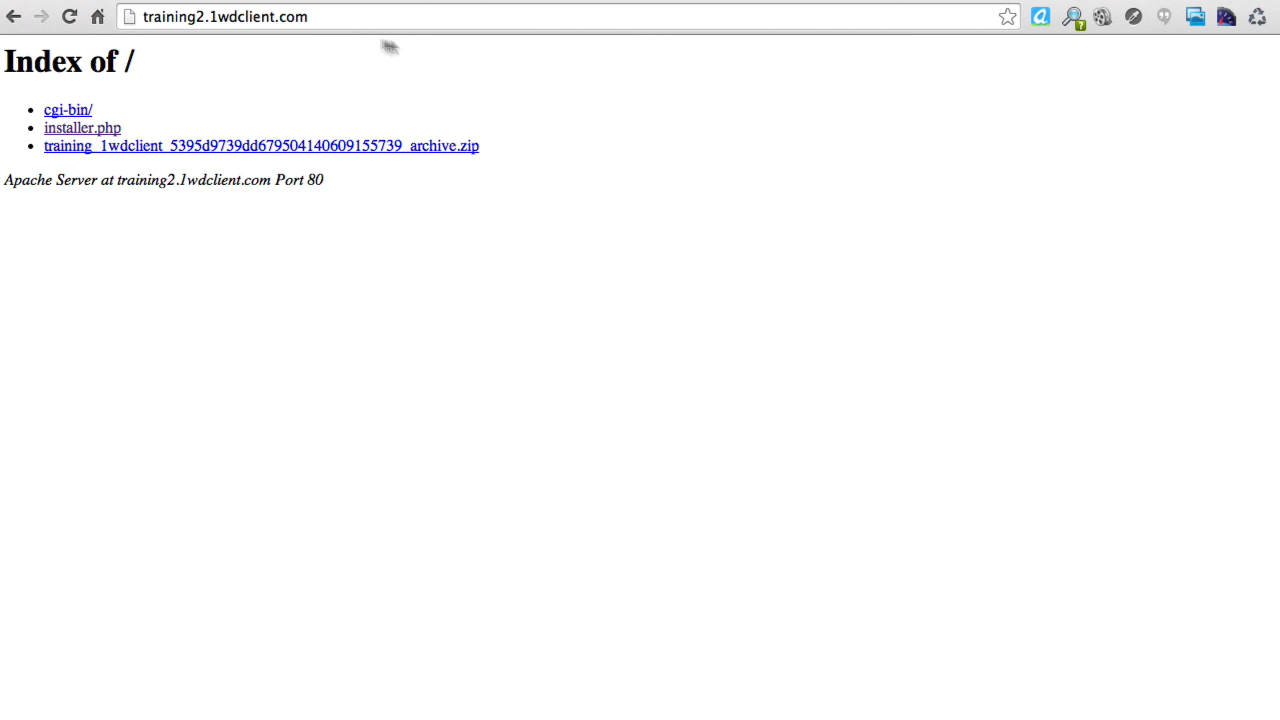 training2.1wdclient.com
Index of /
cgi-bin/
installer.php
training_1wdclient_5395d9739dd679504140609155739_archive.zip
Apache Server at training2.1wdclient.com Port 80